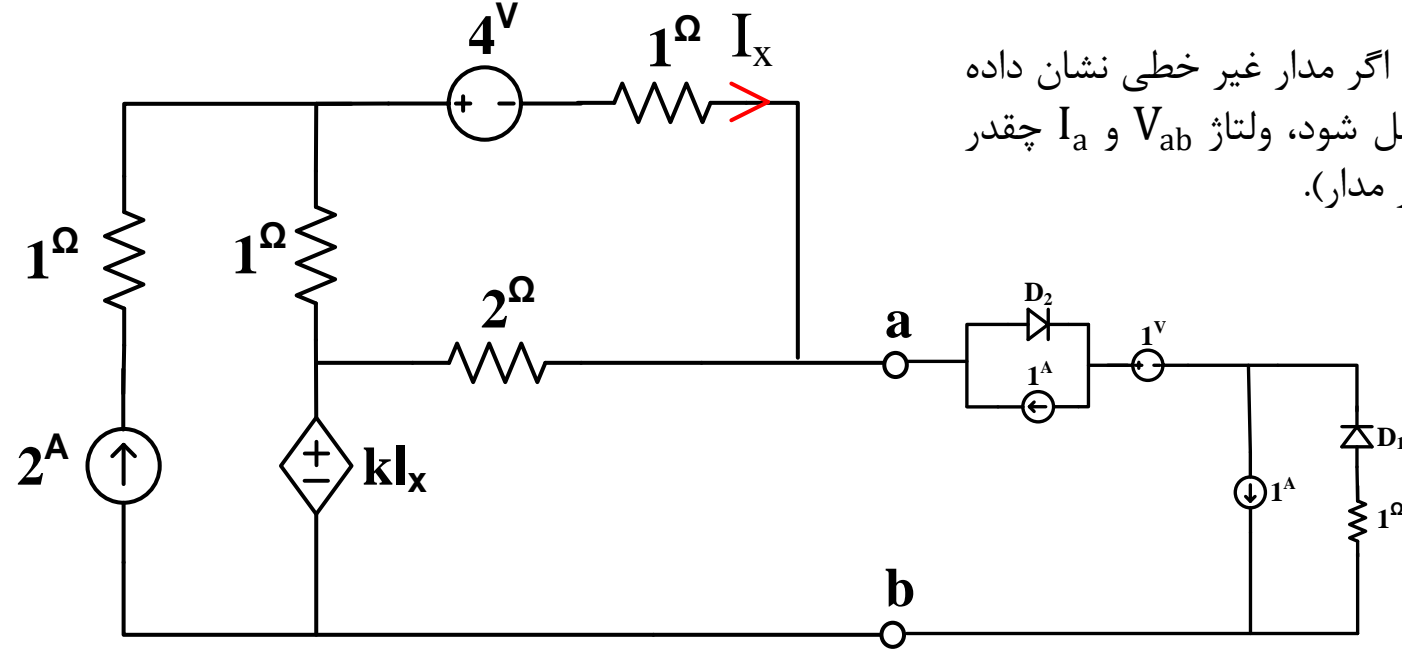 اگر مدار غیر خطی نشان داده
شود، ولتاژ Vab و Ia چقدر
مدار).
4V
1Ω
Ix
1Ω
1Ω
2Ω
a
D2
1V
1A
2A
kIx
1A
D1
1Ω
b